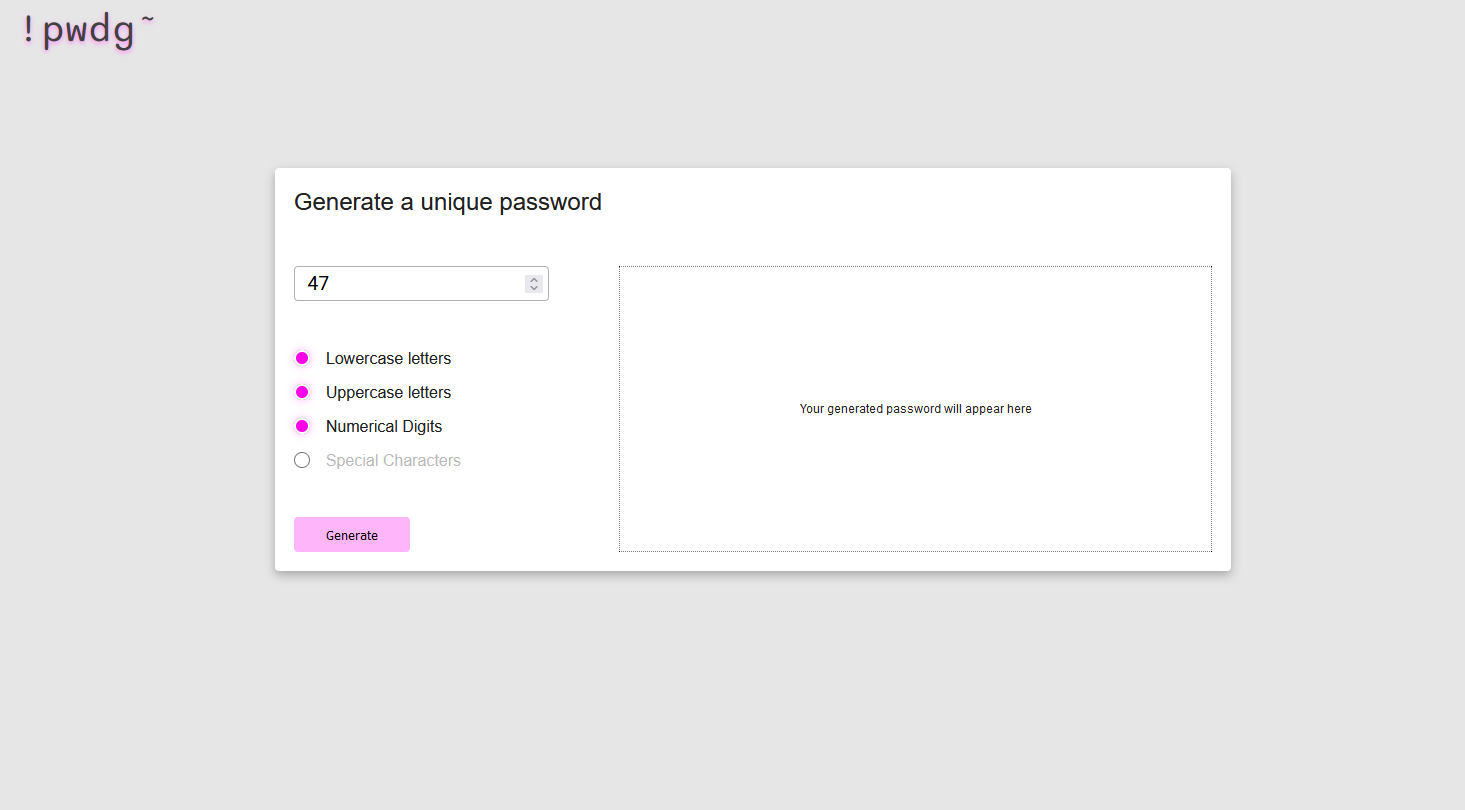 !pwdg~
Generate a unique password
47
Lowercase letters
Uppercase letters
Numerical Digits
Special Characters
Generate
Your generated password will appear here